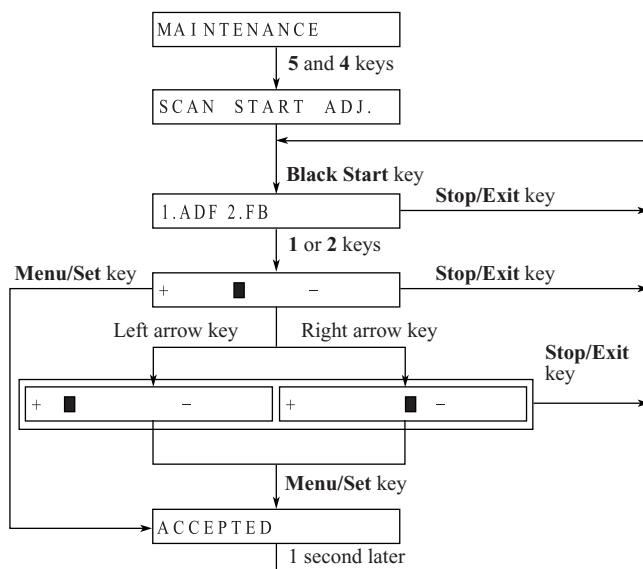 MAINTENANCE
5 and 4 keys
SCAN START ADJ.
Black Start key
1.ADF 2.FB
Stop/Exit key
1 or 2 keys
Menu/Set key
+ ■ −
Stop/Exit key
Left arrow key
Right arrow key
Stop/Exit
key
+ ■ −
+ ■ −
Menu/Set key
ACCEPTED
1 second later